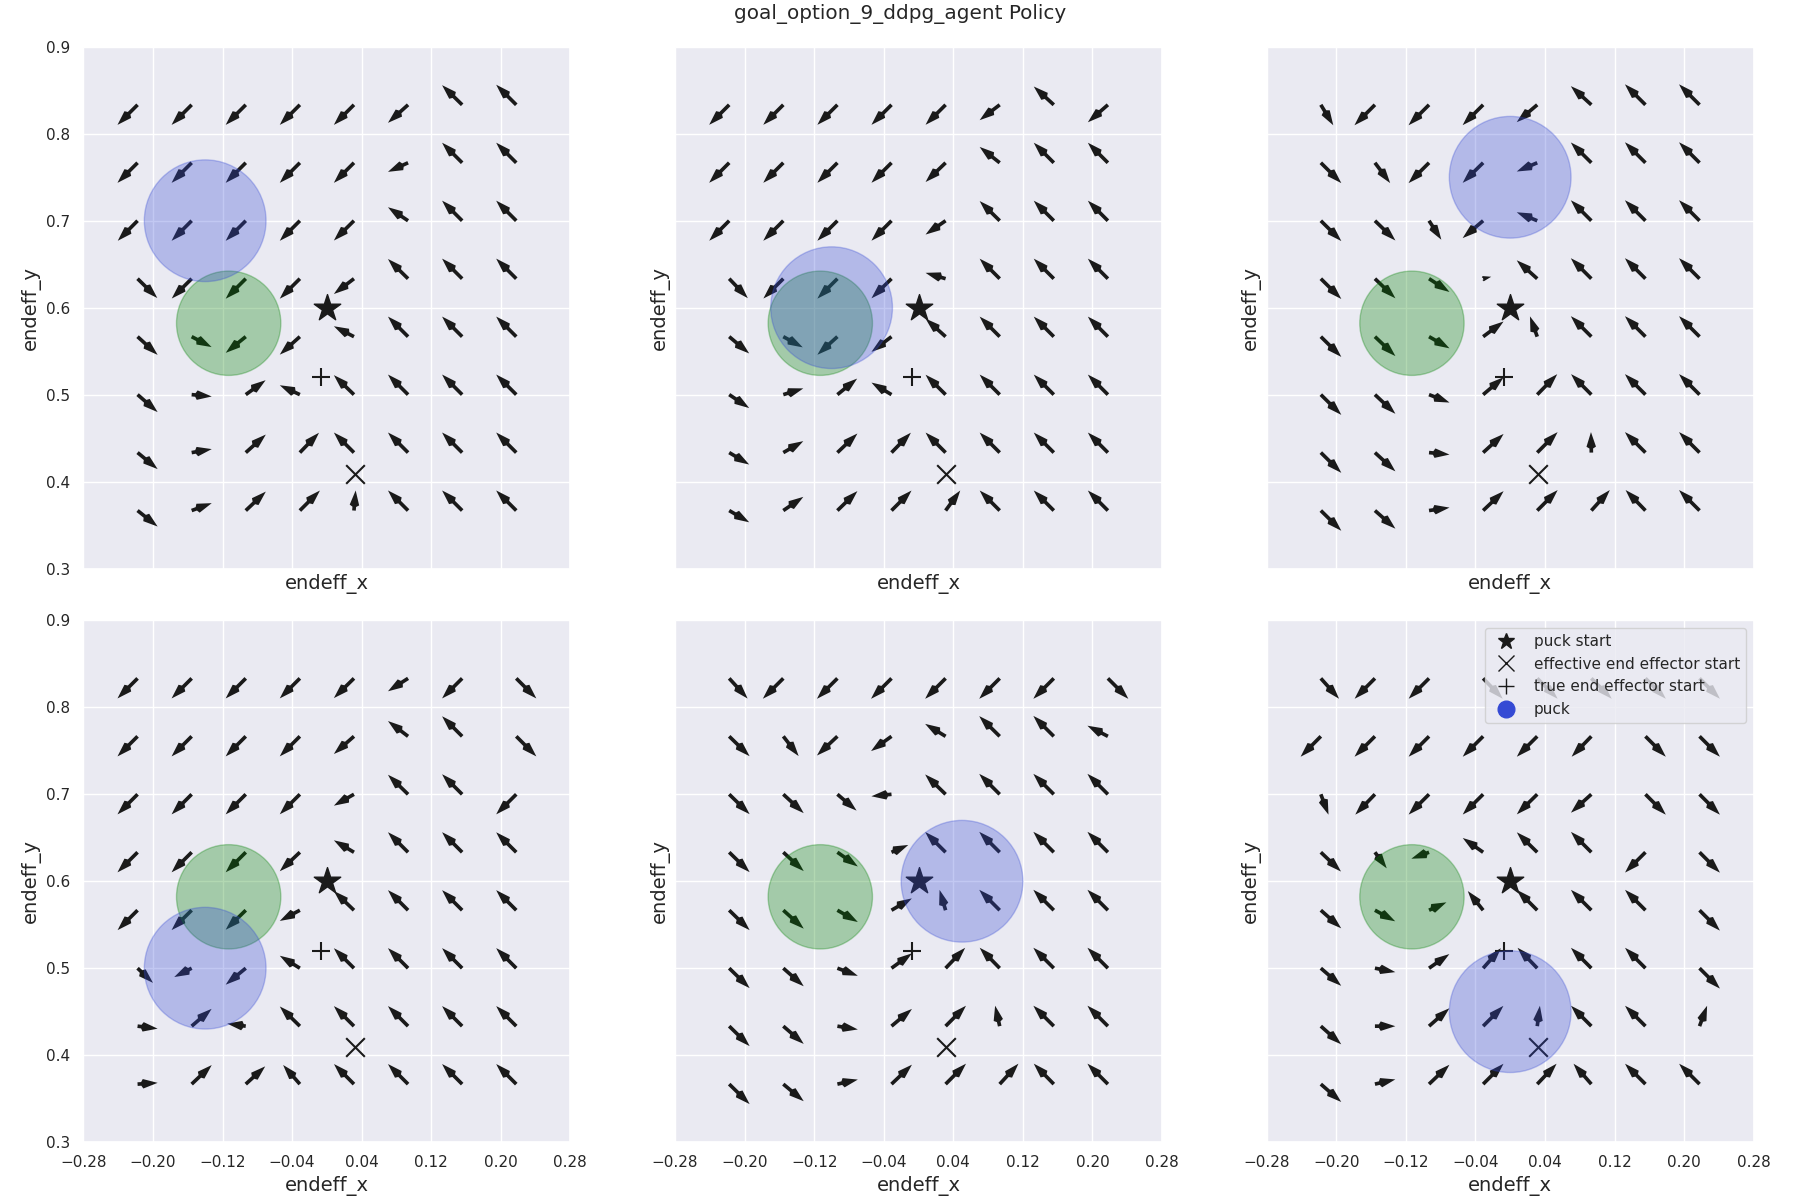 goal_option_9_ddpg_agent Policy
0.9
0.8
0.7
0.6
0.5
0.4
0.3
endeff_y
endeff_x
endeff_y
endeff_x
endeff_y
endeff_x
0.9
0.8
0.7
0.6
0.5
0.4
0.3
endeff_y
−0.28 −0.20 −0.12 −0.04 0.04 0.12 0.20 0.28
endeff_x
endeff_y
−0.28 −0.20 −0.12 −0.04 0.04 0.12 0.20 0.28
endeff_x
puck start
effective end effector start
true end effector start
puck
endeff_y
−0.28 −0.20 −0.12 −0.04 0.04 0.12 0.20 0.28
endeff_x